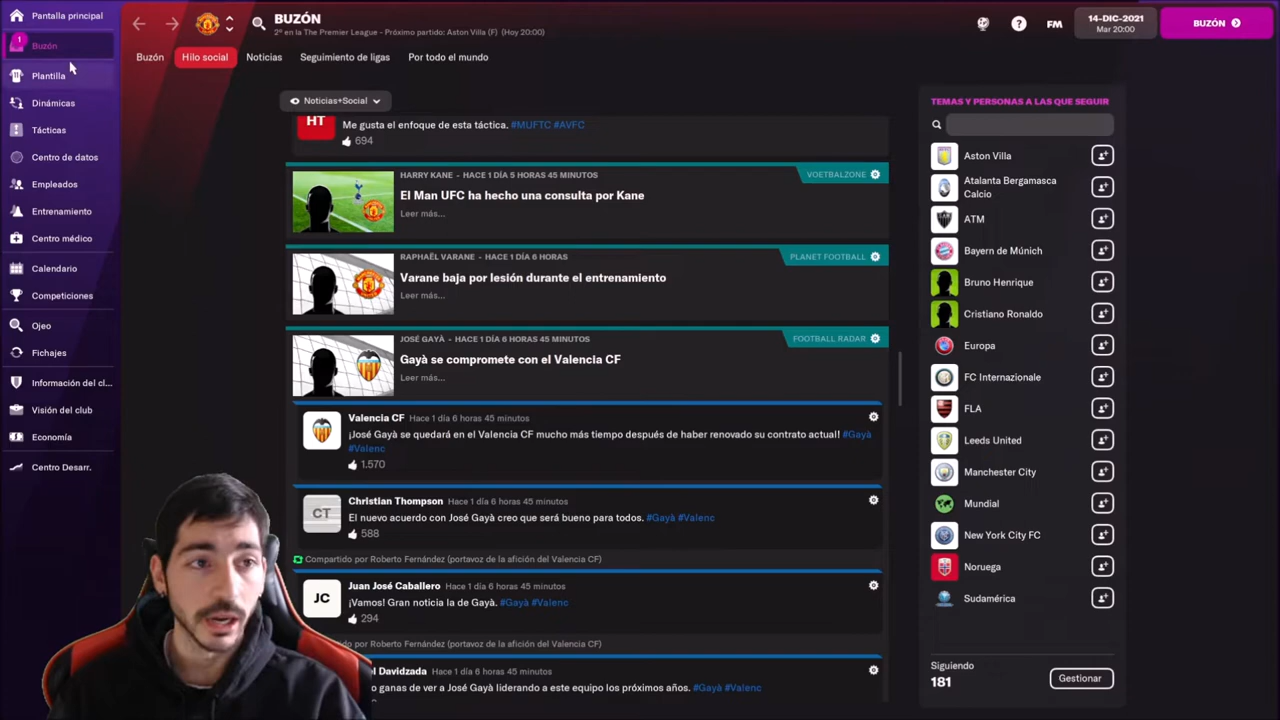 Pantalla principal
1
Buzón
Plantilla
Dinámicas
Tácticas
Centro de datos
Empleados
Entrenamiento
Centro médico
Calendario
Competiciones
Ojeo
Fichajes
Información del cl...
Visión del club
Economía
Centro Desarr.
BUZÓN
2º en la The Premier League - Próximo partido: Aston Villa (F) (Hoy 20:00)
?
FM
14-DIC-2021
Mar 20:00
BUZÓN
Buzón
Hilo social
Noticias
Seguimiento de ligas
Por todo el mundo
Noticias+Social
HT
Me gusta el enfoque de esta táctica. #MUFTC #AVFC
694
HARRY KANE - HACE 1 DÍA 5 HORAS 45 MINUTOS
VOETBALZONE
El Man UFC ha hecho una consulta por Kane
Leer más...
RAPHAËL VARANE - HACE 1 DÍA 6 HORAS
PLANET FOOTBALL
Varane baja por lesión durante el entrenamiento
Leer más...
JOSÉ GAYÀ - HACE 1 DÍA 6 HORAS 45 MINUTOS
FOOTBALL RADAR
Gayà se compromete con el Valencia CF
Leer más...
Valencia CF Hace 1 día 6 horas 45 minutos
¡José Gayà se quedará en el Valencia CF mucho más tiempo después de haber renovado su contrato actual! #Gayà
#Valenc
1.570
CT
Christian Thompson Hace 1 día 6 horas 45 minutos
El nuevo acuerdo con José Gayà creo que será bueno para todos. #Gayà #Valenc
588
Compartido por Roberto Fernández (portavoz de la afición del Valencia CF)
JC
Juan José Caballero Hace 1 día 6 horas 45 minutos
¡Vamos! Gran noticia la de Gayà. #Gayà #Valenc
294
por Roberto Fernández (portavoz de la afición del Valencia CF)
Davidzada Hace 1 día 6 horas 45 minutos
ganas de ver a José Gayà liderando a este equipo los próximos años. #Gayà #Valenc
TEMAS Y PERSONAS A LAS QUE SEGUIR
Aston Villa
Atalanta Bergamasca
Calcio
ATM
Bayern de Múnich
Bruno Henrique
Cristiano Ronaldo
Europa
FC Internazionale
FLA
Leeds United
Manchester City
Mundial
New York City FC
Noruega
Sudamérica
Siguiendo
181
Gestionar